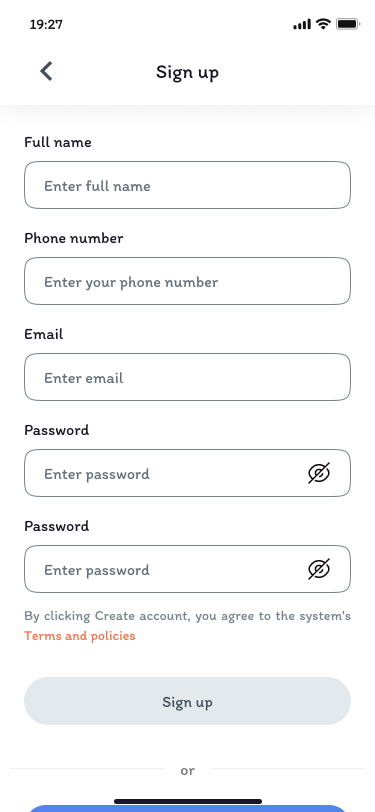 19:27
Sign up
Full name
Enter full name
Phone number
Enter your phone number
Email
Enter email
Password
Enter password
Password
Enter password
By clicking Create account, you agree to the system's
Terms and policies
Sign up
or